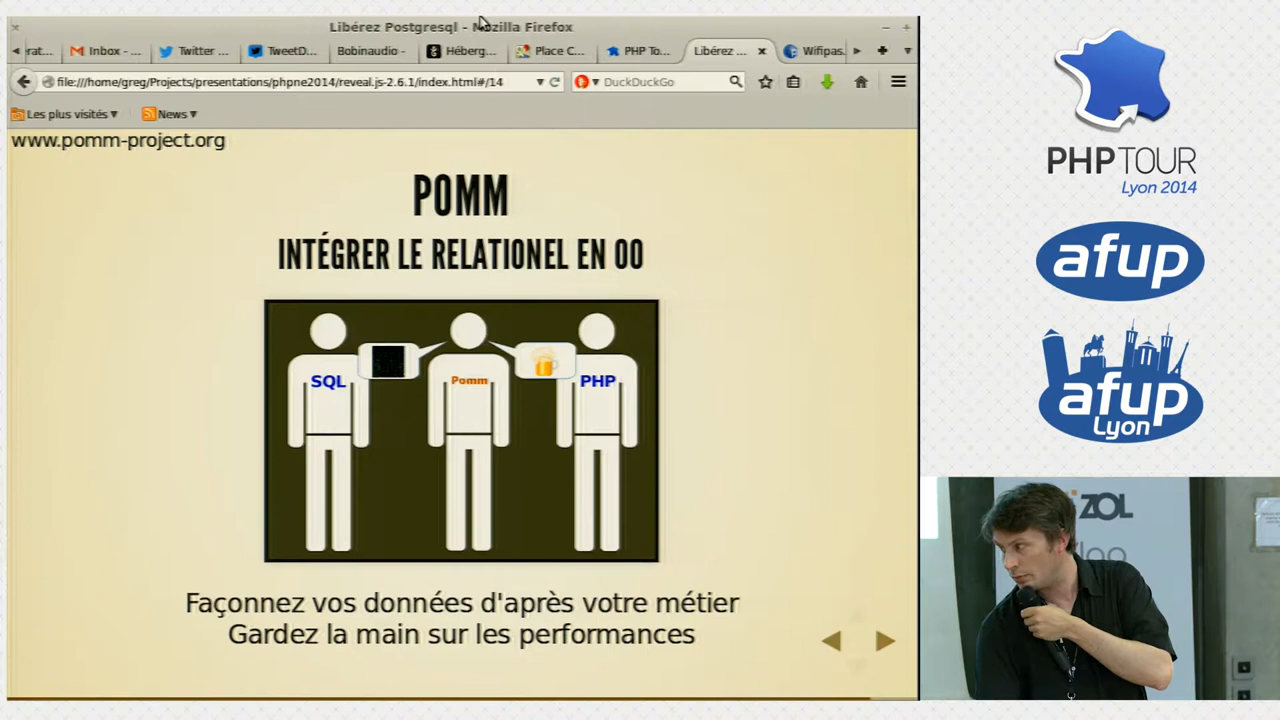 Libérez Postgresql - Mozilla Firefox
rat...
Inbox - ...
Twitter ...
TweetD...
Bobinaudio -
Héberg...
Place C...
PHP To...
Libérez ...
Wifipas.
file:///home/greg/Projects/presentations/phpne2014/reveal.js-2.6.1/index.html#/14
DuckDuckGo
Les plus visités
News
www.pomm-project.org
POMM
INTÉGRER LE RELATIONEL EN OO
SQL
Pomm
PHP
Façonnez vos données d'après votre métier
Gardez la main sur les performances
PHP TOUR
Lyon 2014
afup
afup
Lyon
ZOL